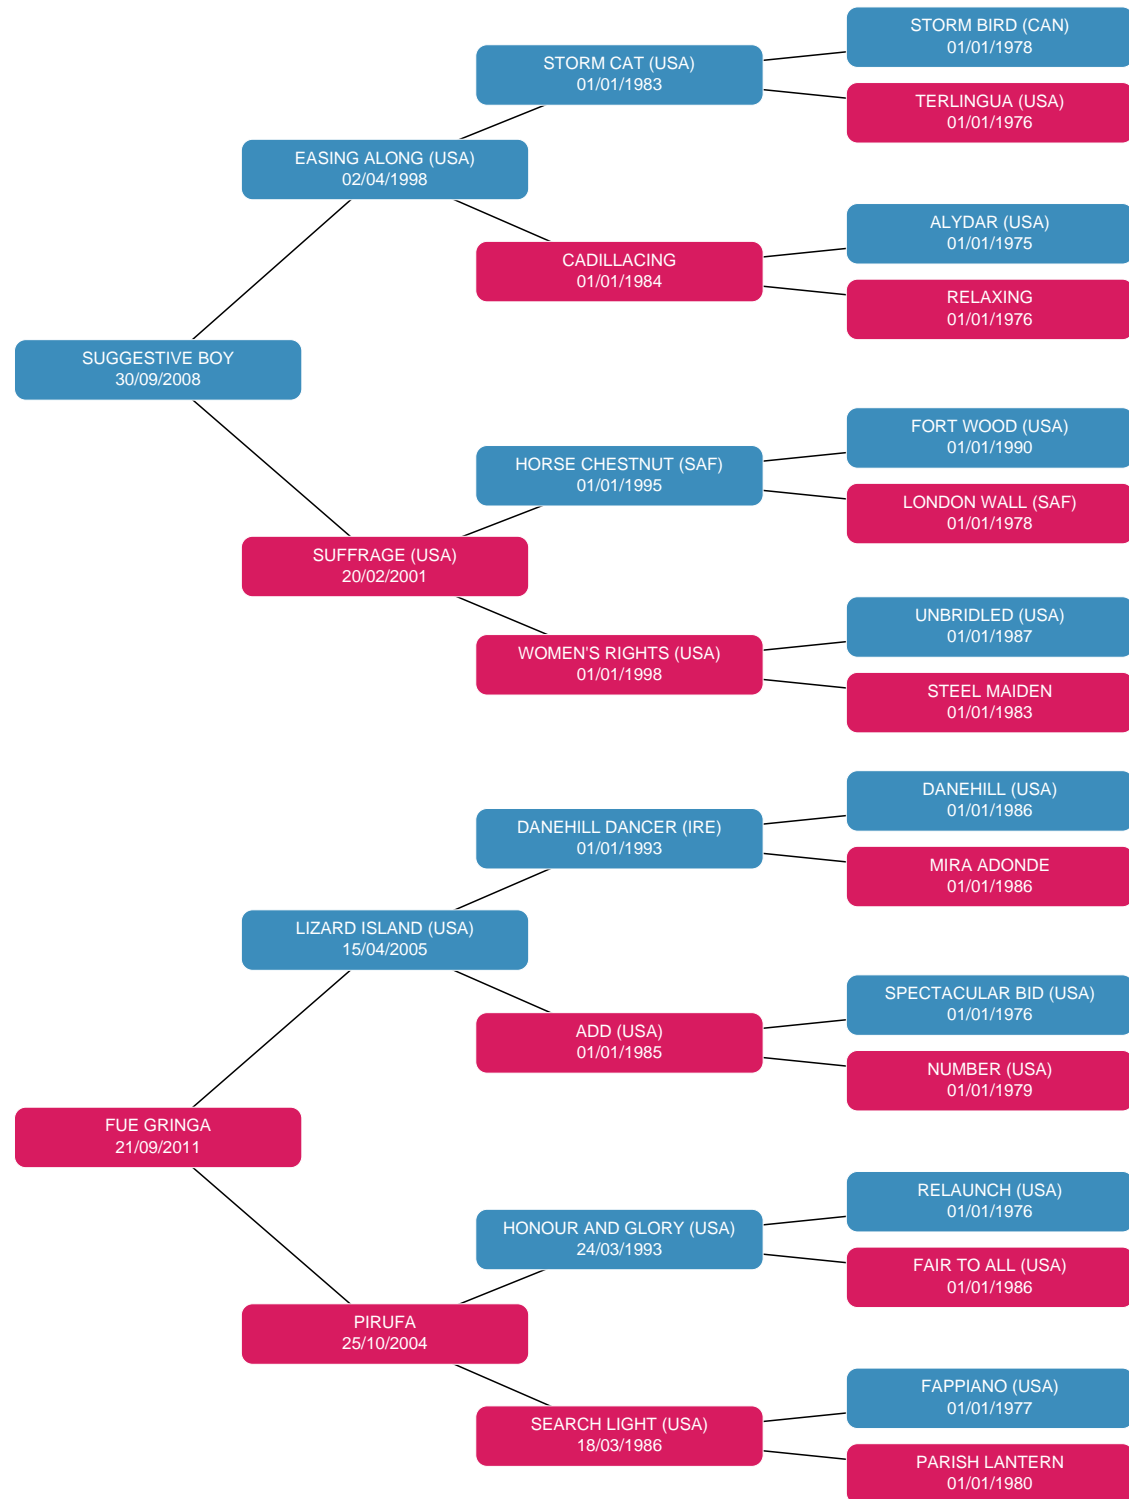 STORM BIRD (CAN)
01/01/1978
STORM CAT (USA)
01/01/1983
TERLINGUA (USA)
01/01/1976
EASING ALONG (USA)
02/04/1998
ALYDAR (USA)
01/01/1975
CADILLACING
01/01/1984
RELAXING
01/01/1976
SUGGESTIVE BOY
30/09/2008
FORT WOOD (USA)
01/01/1990
HORSE CHESTNUT (SAF)
01/01/1995
LONDON WALL (SAF)
01/01/1978
SUFFRAGE (USA)
20/02/2001
UNBRIDLED (USA)
01/01/1987
WOMEN'S RIGHTS (USA)
01/01/1998
STEEL MAIDEN
01/01/1983
DANEHILL (USA)
01/01/1986
DANEHILL DANCER (IRE)
01/01/1993
MIRA ADONDE
01/01/1986
LIZARD ISLAND (USA)
15/04/2005
SPECTACULAR BID (USA)
01/01/1976
ADD (USA)
01/01/1985
NUMBER (USA)
01/01/1979
FUE GRINGA
21/09/2011
RELAUNCH (USA)
01/01/1976
HONOUR AND GLORY (USA)
24/03/1993
FAIR TO ALL (USA)
01/01/1986
PIRUFA
25/10/2004
FAPPIANO (USA)
01/01/1977
SEARCH LIGHT (USA)
18/03/1986
PARISH LANTERN
01/01/1980